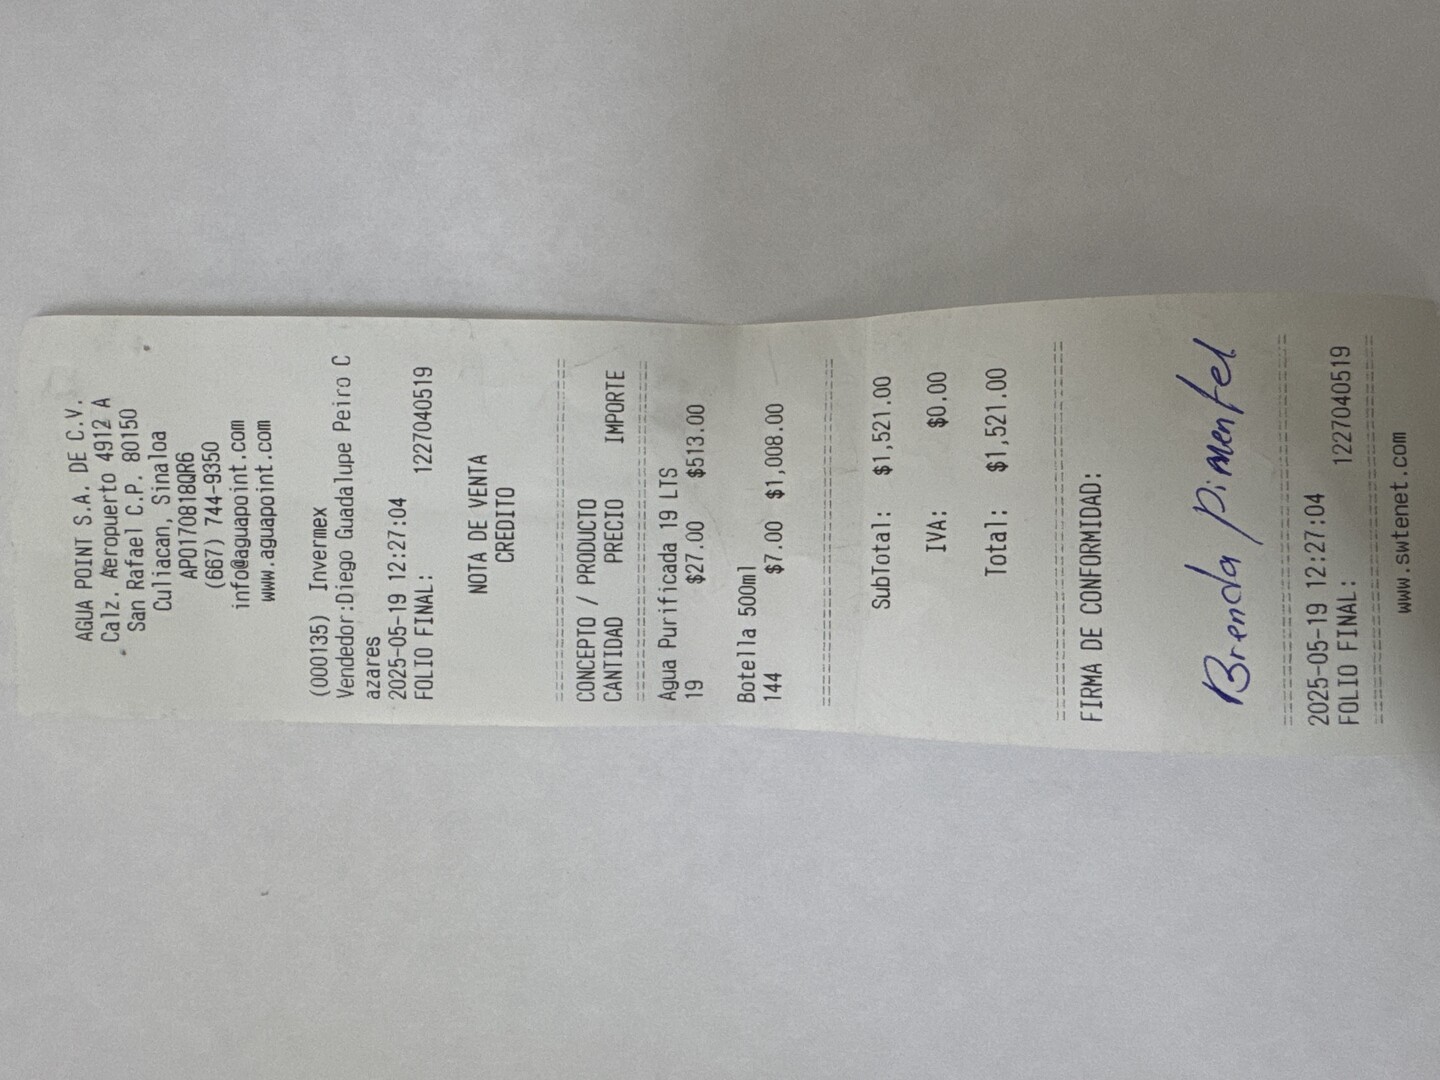 AGUA POINT S.A. DE C.V.
Calz. Aeropuerto 4912 A
San Rafael C.P. 80150
Culiacan, Sinaloa
APO170818QR6
(667) 744-9350
info@aguapoint.com
www.aguapoint.com
(000135) Invermex
Vendedor:Diego Guadalupe Peiro C
azares
2025-05-19 12:27:04
FOLIO FINAL: 1227040519
NOTA DE VENTA
CREDITO
================================
CONCEPTO / PRODUCTO
CANTIDAD PRECIO IMPORTE
================================
Agua Purificada 19 LTS
19 $27.00 $513.00
Botella 500ml
144 $7.00 $1,008.00
================================
SubTotal: $1,521.00
IVA: $0.00
Total: $1,521.00
================================
FIRMA DE CONFORMIDAD:
Brenda Pimentel
================================
2025-05-19 12:27:04
FOLIO FINAL: 1227040519
================================
www.swtenet.com